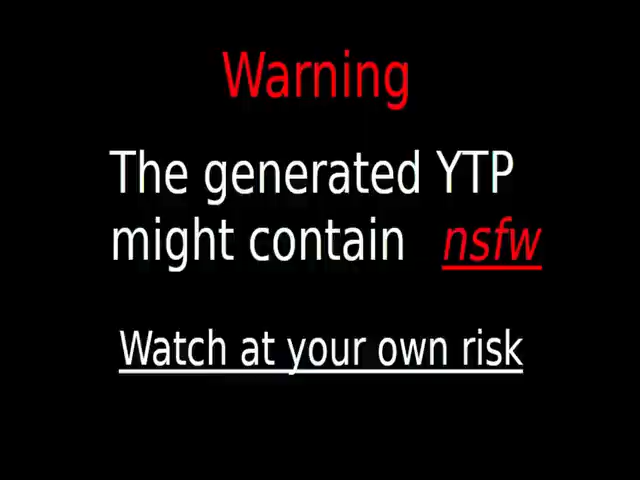 Warning
The generated YTP
might contain nsfw
Watch at your own risk